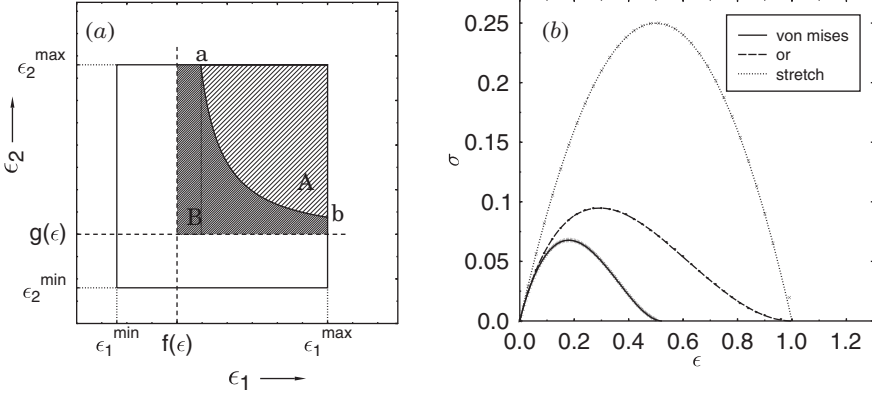 (a)
a
ϵ₂ᵐᵃˣ
ϵ₂
A
B
b
g(ϵ)
ϵ₂ᵐⁱⁿ
ϵ₁ᵐⁱⁿ
f(ϵ)
ϵ₁ᵐᵃˣ
ϵ₁
(b)
von mises
or
stretch
0.25
0.20
0.15
0.1
0.05
0.0
σ
0.0 0.2 0.4 0.6 0.8 1.0 1.2
ϵ